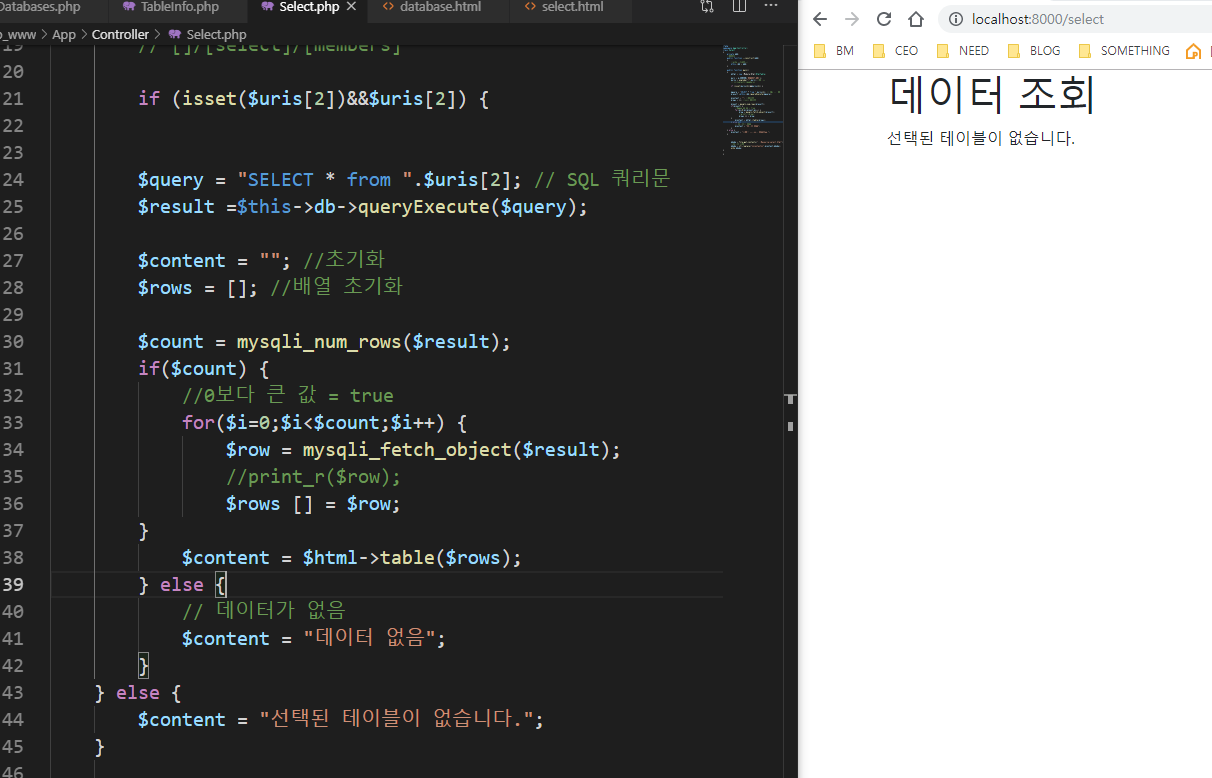 Databases.php TableInfo.php Select.php database.html select.html
o_www > App > Controller > Select.php
19 // []/[select]/[members]
20
21 if (isset($uris[2])&&$uris[2]) {
22
23
24 $query = "SELECT * from ".$uris[2]; // SQL 쿼리문
25 $result =$this->db->queryExecute($query);
26
27 $content = ""; //초기화
28 $rows = []; //배열 초기화
29
30 $count = mysqli_num_rows($result);
31 if($count) {
32 //0보다 큰 값 = true
33 for($i=0;$i<$count;$i++) {
34 $row = mysqli_fetch_object($result);
35 //print_r($row);
36 $rows [] = $row;
37 }
38 $content = $html->table($rows);
39 } else {
40 // 데이터가 없음
41 $content = "데이터 없음";
42 }
43 } else {
44 $content = "선택된 테이블이 없습니다.";
45 }
46
localhost:8000/select
BM CEO NEED BLOG SOMETHING
데이터 조회
선택된 테이블이 없습니다.